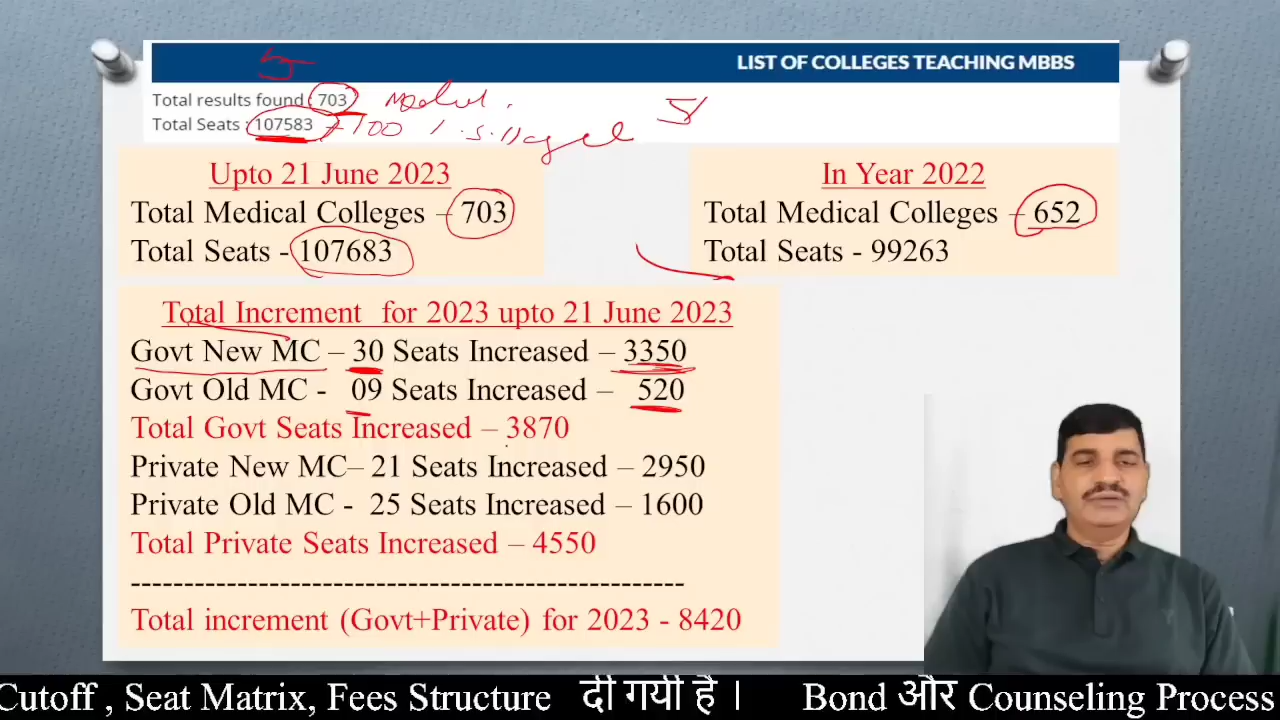 LIST OF COLLEGES TEACHING MBBS
Total results found : 703
Total Seats : 107583
Upto 21 June 2023
Total Medical Colleges – 703
Total Seats - 107683
In Year 2022
Total Medical Colleges – 652
Total Seats - 99263
Total Increment for 2023 upto 21 June 2023
Govt New MC – 30 Seats Increased – 3350
Govt Old MC - 09 Seats Increased – 520
Total Govt Seats Increased – 3870
Private New MC– 21 Seats Increased – 2950
Private Old MC - 25 Seats Increased – 1600
Total Private Seats Increased – 4550
-------------------------------------------------------
Total increment (Govt+Private) for 2023 - 8420
Cutoff , Seat Matrix, Fees Structure दी गयी है । Bond और Counseling Process